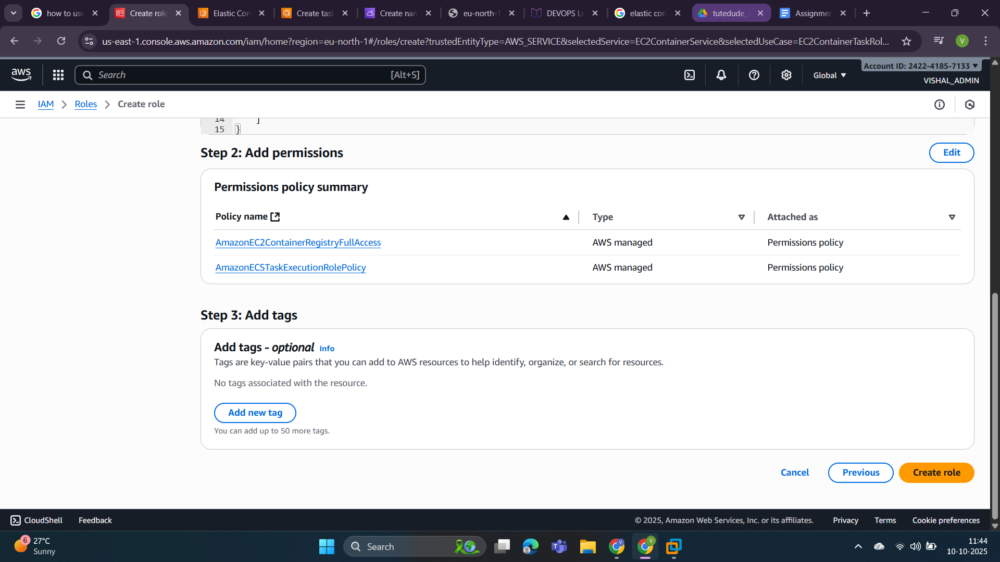 how to use
Create role
Elastic Con
Create task
Create nam
eu-north-1
DEVOPS Le
elastic con
tutedude_
Assignmen
us-east-1.console.aws.amazon.com/iam/home?region=eu-north-1#/roles/create?trustedEntityType=AWS_SERVICE&selectedService=EC2ContainerService&selectedUseCase=EC2ContainerTaskRol...
V
aws
Search
[Alt+S]
Global
Account ID: 2422-4185-7133
VISHAL_ADMIN
IAM
Roles
Create role
14 ]
15 }
Step 2: Add permissions
Edit
Permissions policy summary
Policy name
Type
Attached as
AmazonEC2ContainerRegistryFullAccess
AWS managed
Permissions policy
AmazonECSTaskExecutionRolePolicy
AWS managed
Permissions policy
Step 3: Add tags
Add tags - optional Info
Tags are key-value pairs that you can add to AWS resources to help identify, organize, or search for resources.
No tags associated with the resource.
Add new tag
You can add up to 50 more tags.
Cancel
Previous
Create role
CloudShell
Feedback
© 2025, Amazon Web Services, Inc. or its affiliates.
Privacy
Terms
Cookie preferences
6
27°C
Sunny
Search
11:44
10-10-2025